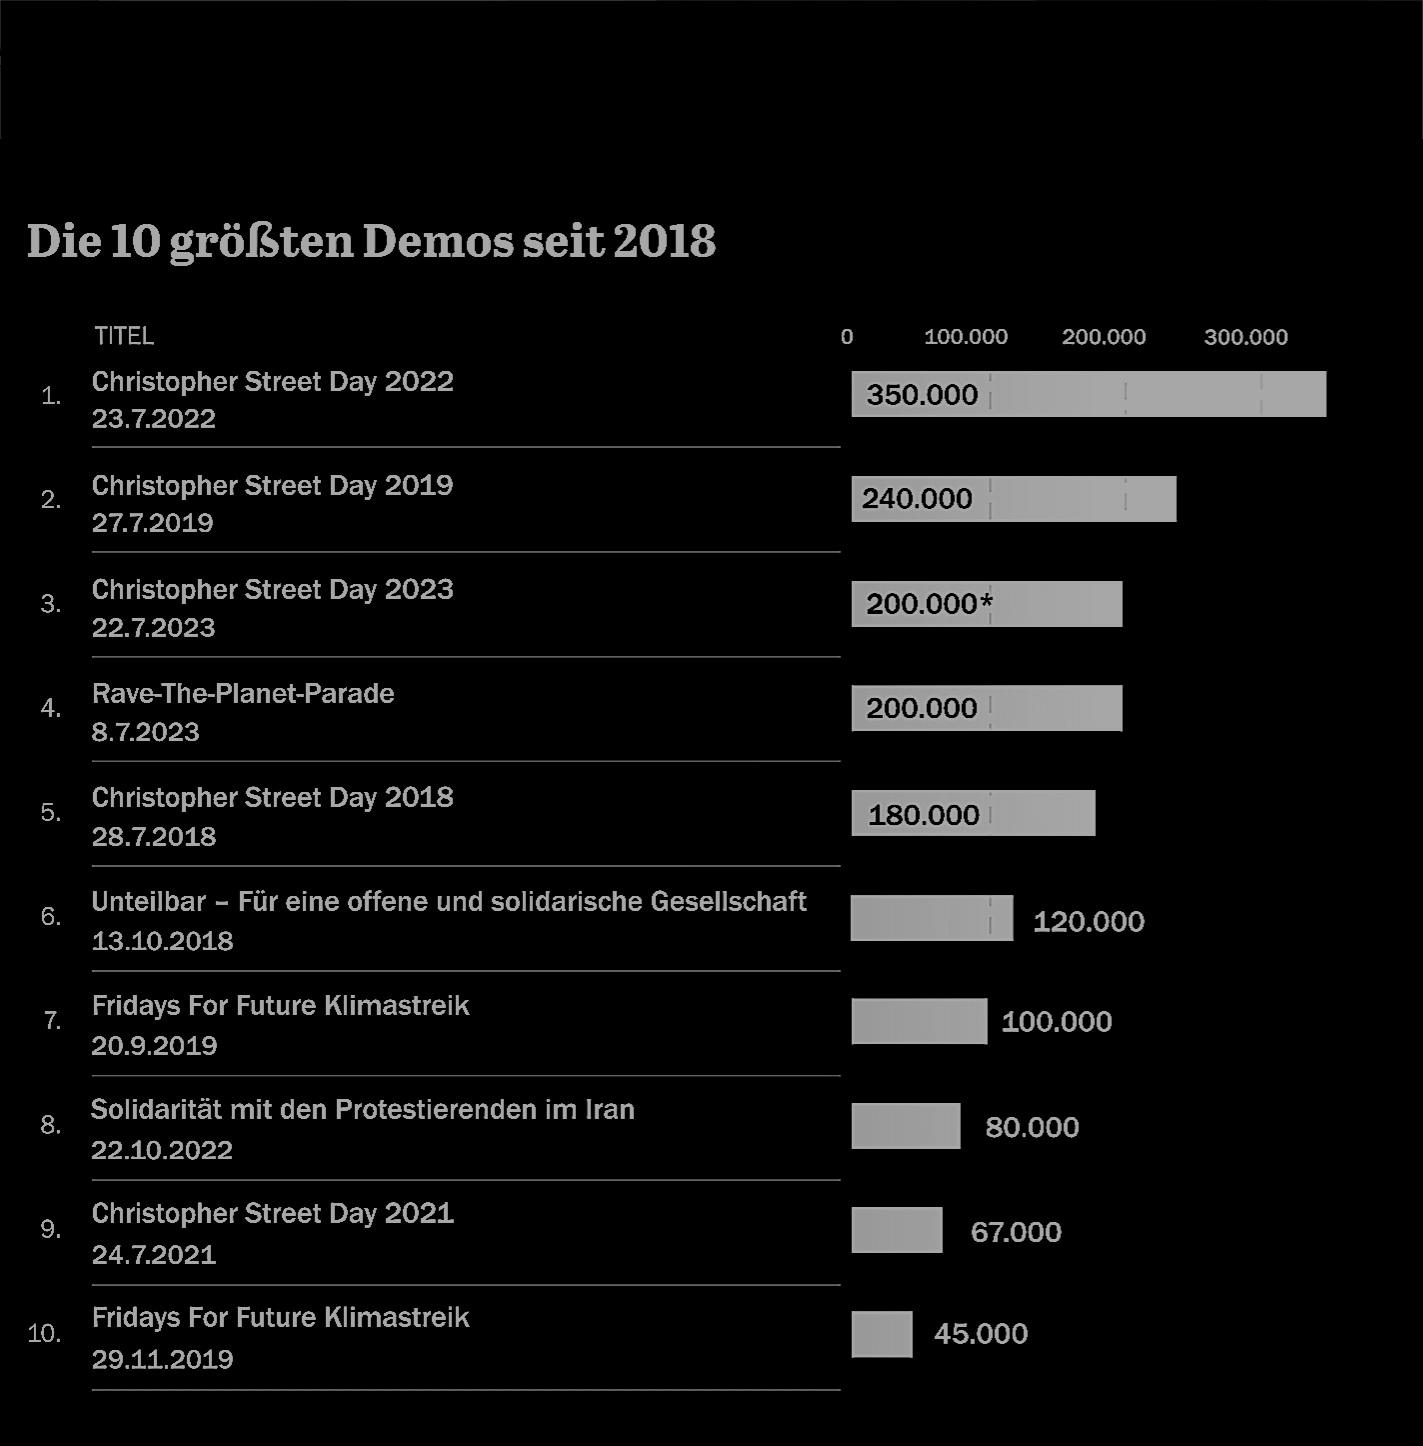 Die 10 größten Demos seit 2018
TITEL 0 100.000 200.000 300.000
1. Christopher Street Day 2022 350.000
23.7.2022
2. Christopher Street Day 2019 240.000
27.7.2019
3. Christopher Street Day 2023 200.000*
22.7.2023
4. Rave-The-Planet-Parade 200.000
8.7.2023
5. Christopher Street Day 2018 180.000
28.7.2018
6. Unteilbar – Für eine offene und solidarische Gesellschaft 120.000
13.10.2018
7. Fridays For Future Klimastreik 100.000
20.9.2019
8. Solidarität mit den Protestierenden im Iran 80.000
22.10.2022
9. Christopher Street Day 2021 67.000
24.7.2021
10. Fridays For Future Klimastreik 45.000
29.11.2019